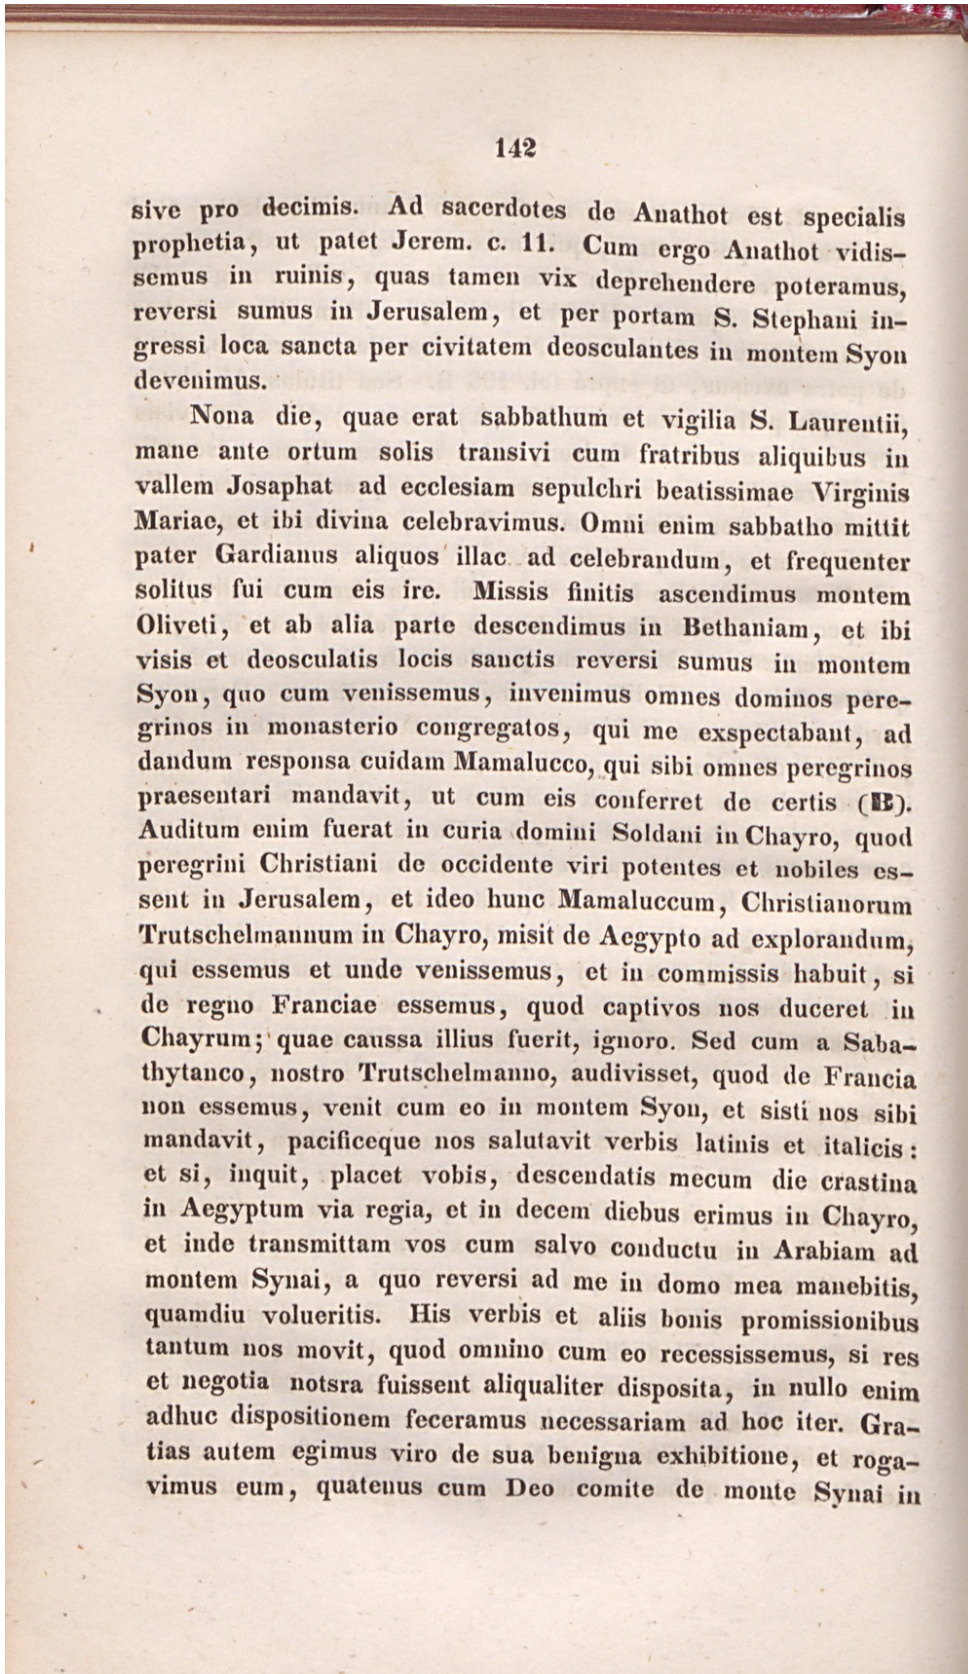 142
sive pro decimis. Ad sacerdotes de Anathot est specialis
prophetia, ut patet Jerem. c. 11. Cum ergo Anathot vidis-
semus in ruinis, quas tamen vix deprehendere poteramus,
reversi sumus in Jerusalem, et per portam S. Stephani in-
gressi loca sancta per civitatem deosculantes in montem Syon
devenimus.
Nona die, quae erat sabbathum et vigilia S. Laurentii,
mane ante ortum solis transivi cum fratribus aliquibus in
vallem Josaphat ad ecclesiam sepulchri beatissimae Virginis
Mariae, et ibi divina celebravimus. Omni enim sabbatho mittit
pater Gardianus aliquos illac ad celebrandum, et frequenter
solitus fui cum eis ire. Missis finitis ascendimus montem
Oliveti, et ab alia parte descendimus in Bethaniam, et ibi
visis et deosculatis locis sanctis reversi sumus in montem
Syon, quo cum venissemus, invenimus omnes dominos pere-
grinos in monasterio congregatos, qui me exspectabant, ad
dandum responsa cuidam Mamalucco, qui sibi omnes peregrinos
praesentari mandavit, ut cum eis conferret de certis (B).
Auditum enim fuerat in curia domini Soldani in Chayro, quod
peregrini Christiani de occidente viri potentes et nobiles es-
sent in Jerusalem, et ideo hunc Mamaluccum, Christianorum
Trutschelmannum in Chayro, misit de Aegypto ad explorandum,
qui essemus et unde venissemus, et in commissis habuit, si
de regno Franciae essemus, quod captivos nos duceret in
Chayrum; quae caussa illius fuerit, ignoro. Sed cum a Saba-
thytanco, nostro Trutschelmanno, audivisset, quod de Francia
non essemus, venit cum eo in montem Syon, et sisti nos sibi
mandavit, pacificeque nos salutavit verbis latinis et italicis:
et si, inquit, placet vobis, descendatis mecum die crastina
in Aegyptum via regia, et in decem diebus erimus in Chayro,
et inde transmittam vos cum salvo conductu in Arabiam ad
montem Synai, a quo reversi ad me in domo mea manebitis,
quamdiu volueritis. His verbis et aliis bonis promissionibus
tantum nos movit, quod omnino cum eo recessissemus, si res
et negotia notsra fuissent aliqualiter disposita, in nullo enim
adhuc dispositionem feceramus necessariam ad hoc iter. Gra-
tias autem egimus viro de sua benigna exhibitione, et roga-
vimus eum, quatenus cum Deo comite de monte Synai in